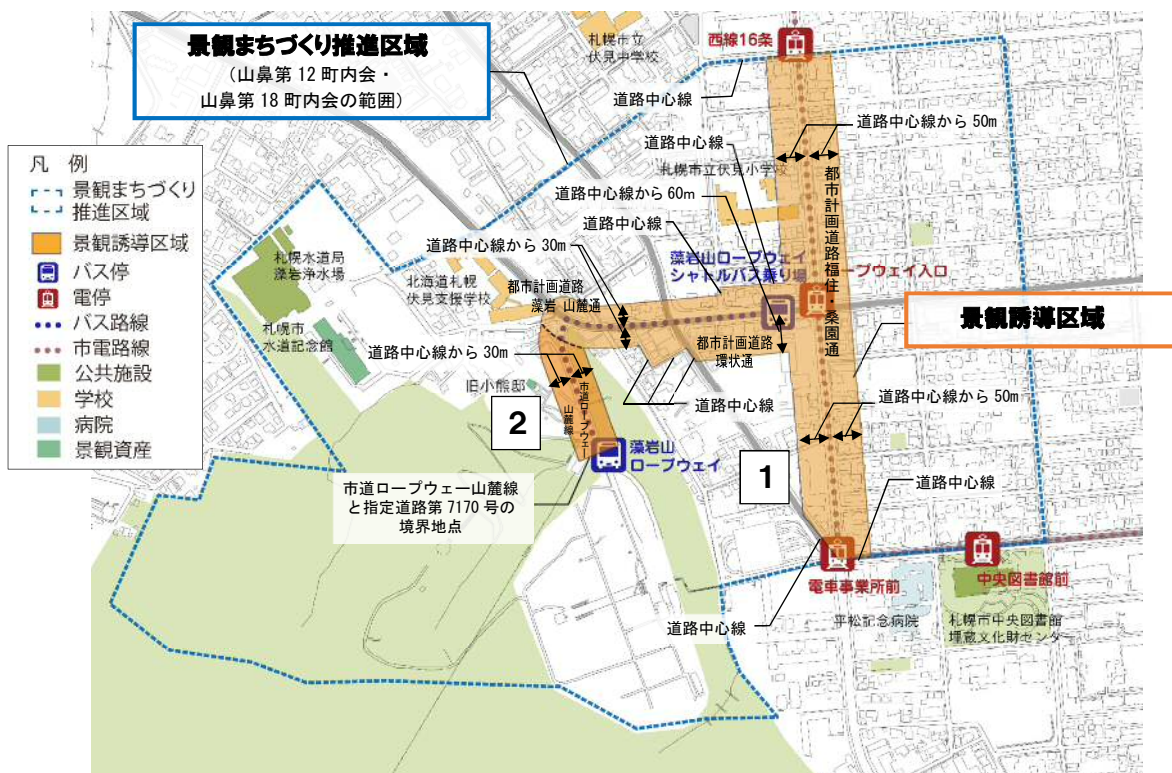 景観まちづくり推進区域
（山鼻第 12 町内会・
山鼻第 18 町内会の範囲）
札幌市立
伏見中学校
西線16条
道路中心線
道路中心線から 50m
道路中心線
札幌市立伏見小学校
道路中心線から 60m
道路中心線
道路中心線から 30m
藻岩山ロープウェイ
シャトルバス乗り場
ロープウェイ入口
都市計画道路福住・桑園通
凡 例
景観まちづくり
推進区域
景観誘導区域
バス停
電停
バス路線
市電路線
公共施設
学校
病院
景観資産
札幌水道局
藻岩浄水場
札幌市
水道記念館
北海道札幌
伏見支援学校
都市計画道路
藻岩 山麓通
都市計画道路
環状通
景観誘導区域
道路中心線から 30m
旧小熊邸
市道ロープウェー
山麓線
道路中心線
道路中心線から 50m
2
藻岩山
ロープウェイ
1
市道ロープウェー山麓線
と指定道路第 7170 号の
境界地点
道路中心線
電車事業所前
中央図書館前
道路中心線
平松記念病院
札幌市中央図書館
埋蔵文化財センター